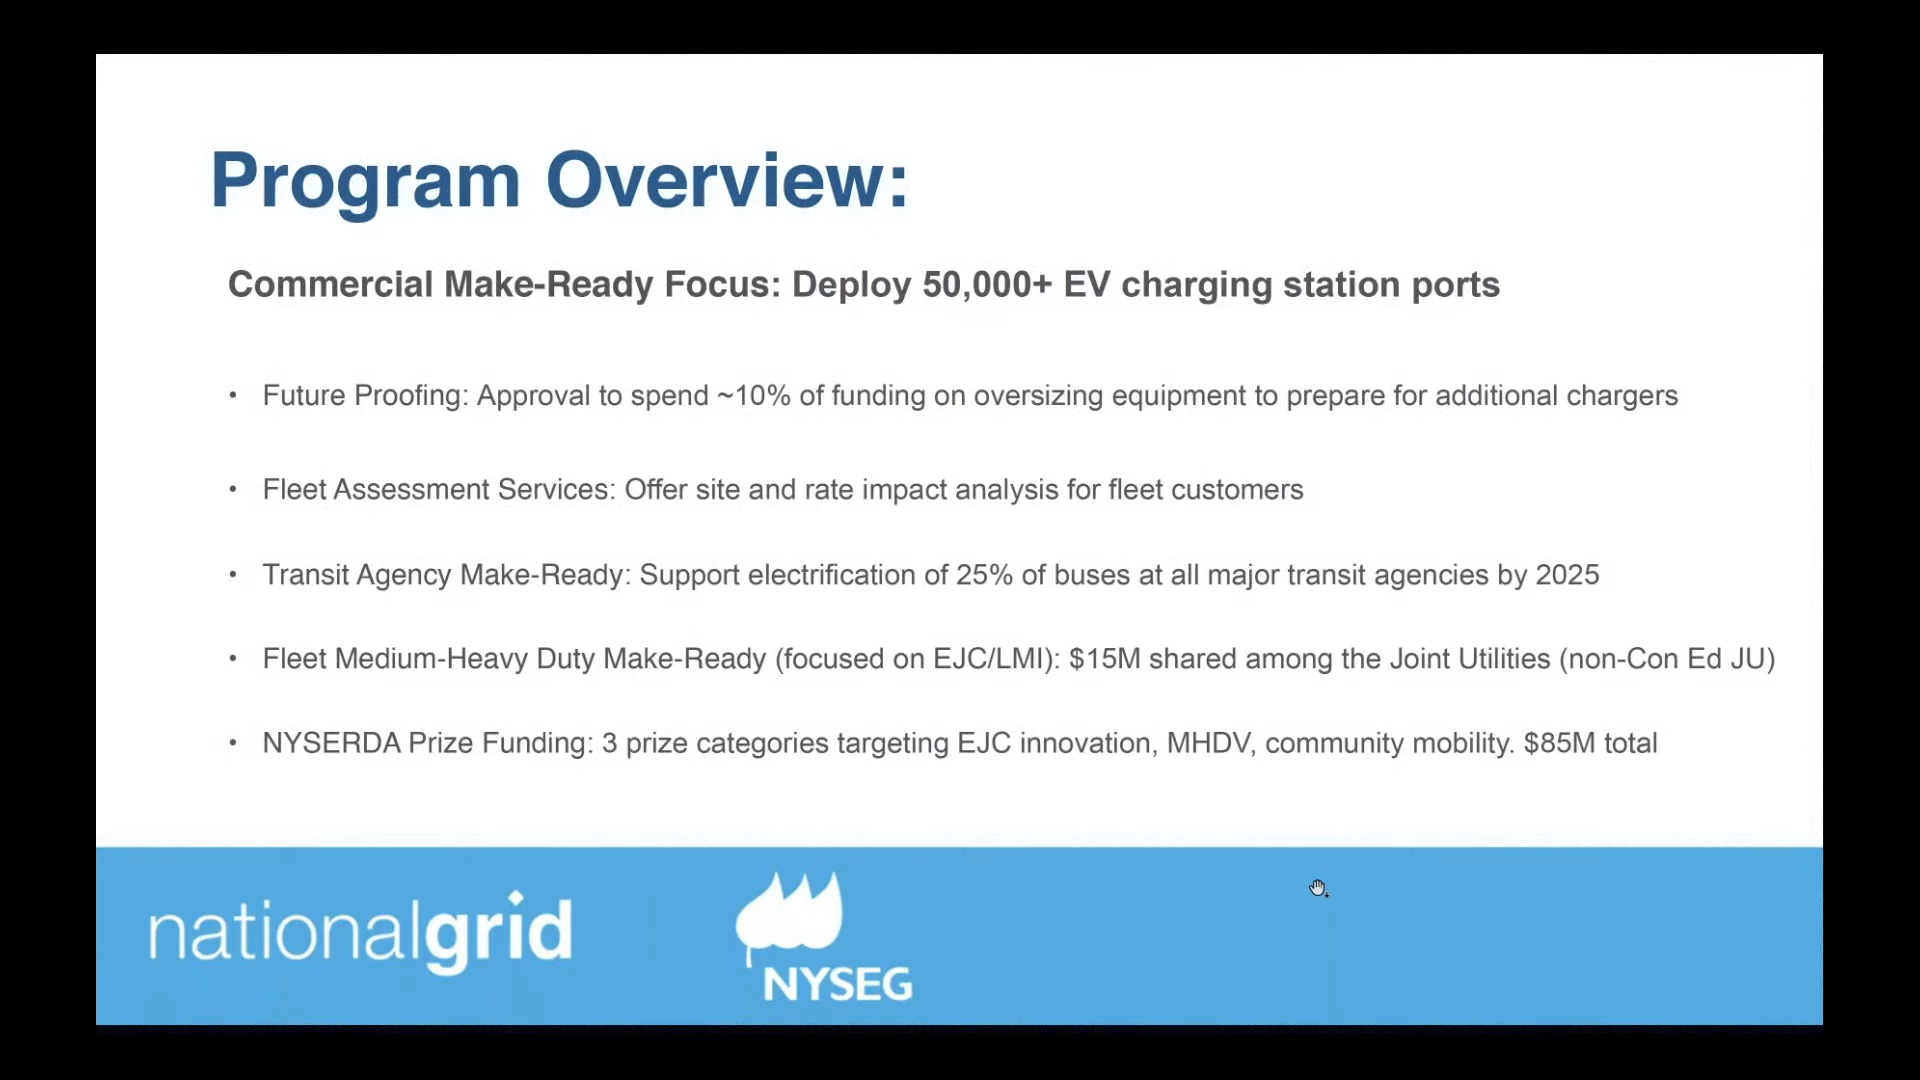 Program Overview:
Commercial Make-Ready Focus: Deploy 50,000+ EV charging station ports
• Future Proofing: Approval to spend ~10% of funding on oversizing equipment to prepare for additional chargers
• Fleet Assessment Services: Offer site and rate impact analysis for fleet customers
• Transit Agency Make-Ready: Support electrification of 25% of buses at all major transit agencies by 2025
• Fleet Medium-Heavy Duty Make-Ready (focused on EJC/LMI): $15M shared among the Joint Utilities (non-Con Ed JU)
• NYSERDA Prize Funding: 3 prize categories targeting EJC innovation, MHDV, community mobility. $85M total
nationalgrid
NYSEG